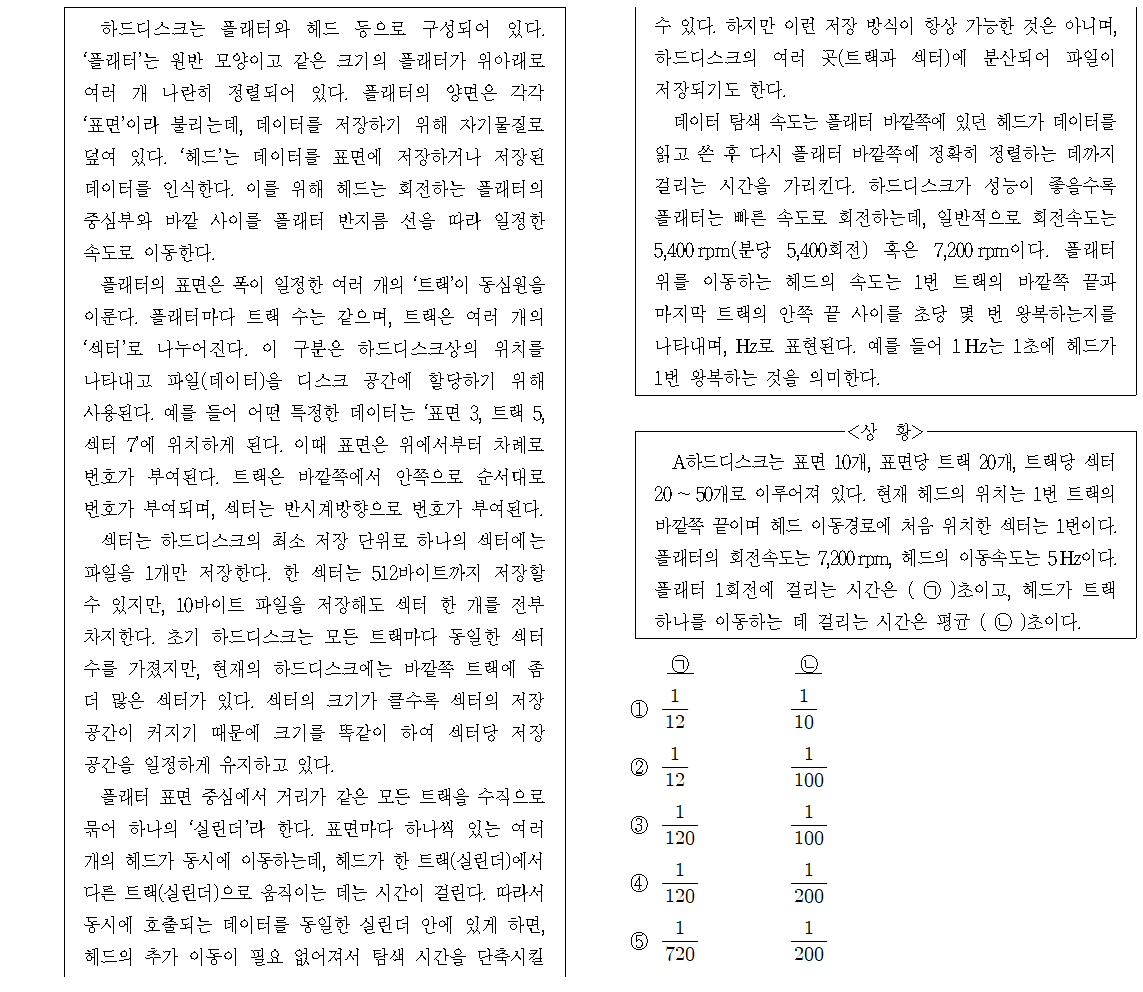 하드디스크는 플래터와 헤드 등으로 구성되어 있다.
‘플래터’는 원반 모양이고 같은 크기의 플래터가 위아래로
여러 개 나란히 정렬되어 있다. 플래터의 양면은 각각
‘표면’이라 불리는데, 데이터를 저장하기 위해 자기물질로
덮여 있다. ‘헤드’는 데이터를 표면에 저장하거나 저장된
데이터를 인식한다. 이를 위해 헤드는 회전하는 플래터의
중심부와 바깥 사이를 플래터 반지름 선을 따라 일정한
속도로 이동한다.
플래터의 표면은 폭이 일정한 여러 개의 ‘트랙’이 동심원을
이룬다. 플래터마다 트랙 수는 같으며, 트랙은 여러 개의
‘섹터’로 나누어진다. 이 구분은 하드디스크상의 위치를
나타내고 파일(데이터)을 디스크 공간에 할당하기 위해
사용된다. 예를 들어 어떤 특정한 데이터는 ‘표면 3, 트랙 5,
섹터 7’에 위치하게 된다. 이때 표면은 위에서부터 차례로
번호가 부여된다. 트랙은 바깥쪽에서 안쪽으로 순서대로
번호가 부여되며, 섹터는 반시계방향으로 번호가 부여된다.
섹터는 하드디스크의 최소 저장 단위로 하나의 섹터에는
파일을 1개만 저장한다. 한 섹터는 512바이트까지 저장할
수 있지만, 10바이트 파일을 저장해도 섹터 한 개를 전부
차지한다. 초기 하드디스크는 모든 트랙마다 동일한 섹터
수를 가졌지만, 현재의 하드디스크에는 바깥쪽 트랙에 좀
더 많은 섹터가 있다. 섹터의 크기가 클수록 섹터의 저장
공간이 커지기 때문에 크기를 똑같이 하여 섹터당 저장
공간을 일정하게 유지하고 있다.
플래터 표면 중심에서 거리가 같은 모든 트랙을 수직으로
묶어 하나의 ‘실린더’라 한다. 표면마다 하나씩 있는 여러
개의 헤드가 동시에 이동하는데, 헤드가 한 트랙(실린더)에서
다른 트랙(실린더)으로 움직이는 데는 시간이 걸린다. 따라서
동시에 호출되는 데이터를 동일한 실린더 안에 있게 하면,
헤드의 추가 이동이 필요 없어져서 탐색 시간을 단축시킬
수 있다. 하지만 이런 저장 방식이 항상 가능한 것은 아니며,
하드디스크의 여러 곳(트랙과 섹터)에 분산되어 파일이
저장되기도 한다.
데이터 탐색 속도는 플래터 바깥쪽에 있던 헤드가 데이터를
읽고 쓴 후 다시 플래터 바깥쪽에 정확히 정렬하는 데까지
걸리는 시간을 가리킨다. 하드디스크가 성능이 좋을수록
플래터는 빠른 속도로 회전하는데, 일반적으로 회전속도는
5,400 rpm(분당 5,400회전) 혹은 7,200 rpm이다. 플래터
위를 이동하는 헤드의 속도는 1번 트랙의 바깥쪽 끝과
마지막 트랙의 안쪽 끝 사이를 초당 몇 번 왕복하는지를
나타내며, Hz로 표현된다. 예를 들어 1 Hz는 1초에 헤드가
1번 왕복하는 것을 의미한다.
<상 황>
A하드디스크는 표면 10개, 표면당 트랙 20개, 트랙당 섹터
20 ~ 50개로 이루어져 있다. 현재 헤드의 위치는 1번 트랙의
바깥쪽 끝이며 헤드 이동경로에 처음 위치한 섹터는 1번이다.
플래터의 회전속도는 7,200 rpm, 헤드의 이동속도는 5 Hz이다.
플래터 1회전에 걸리는 시간은 ( ㉠ )초이고, 헤드가 트랙
하나를 이동하는 데 걸리는 시간은 평균 ( ㉡ )초이다.
㉠ ㉡
① 1/12 1/10
② 1/12 1/100
③ 1/120 1/100
④ 1/120 1/200
⑤ 1/720 1/200